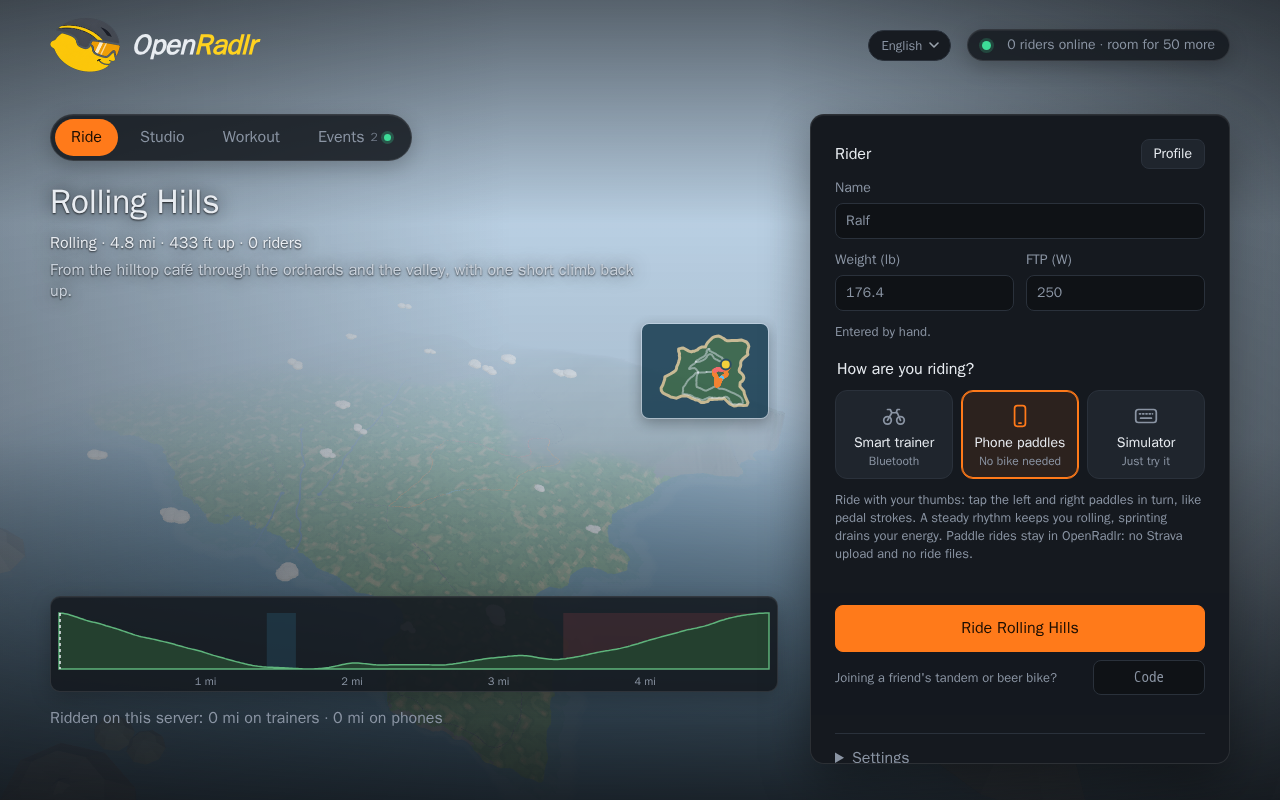 OpenRadlr
English
0 riders online · room for 50 more
Ride
Studio
Workout
Events 2
Rolling Hills
Rolling · 4.8 mi · 433 ft up · 0 riders
From the hilltop café through the orchards and the valley, with one short climb back
up.
1 mi
2 mi
3 mi
4 mi
Ridden on this server: 0 mi on trainers · 0 mi on phones
Rider
Profile
Name
Ralf
Weight (lb)
FTP (W)
176.4
250
Entered by hand.
How are you riding?
Smart trainer
Bluetooth
Phone paddles
No bike needed
Simulator
Just try it
Ride with your thumbs: tap the left and right paddles in turn, like
pedal strokes. A steady rhythm keeps you rolling, sprinting
drains your energy. Paddle rides stay in OpenRadlr: no Strava
upload and no ride files.
Ride Rolling Hills
Joining a friend's tandem or beer bike?
Code
Settings